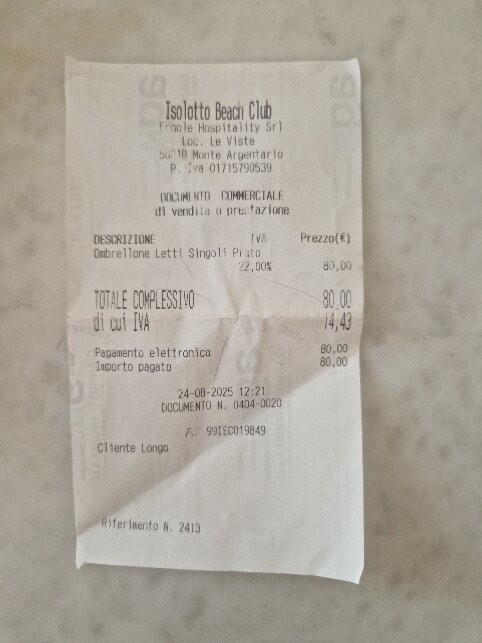 Isolotto Beach Club
Ergole Hospitality Srl
Loc. Le Viste
58018 Monte Argentario
P. Iva 01715790539
DOCUMENTO COMMERCIALE
di vendita o prestazione
DESCRIZIONE IVA Prezzo(€)
Ombrellone Letti Singoli Prato
22,00% 80,00
TOTALE COMPLESSIVO 80,00
di cui IVA 14,43
Pagamento elettronico 80,00
Importo pagato 80,00
24-08-2025 12:21
DOCUMENTO N. 0404-0020
RT 99IEC019849
Cliente Longo
Riferimento N. 2413